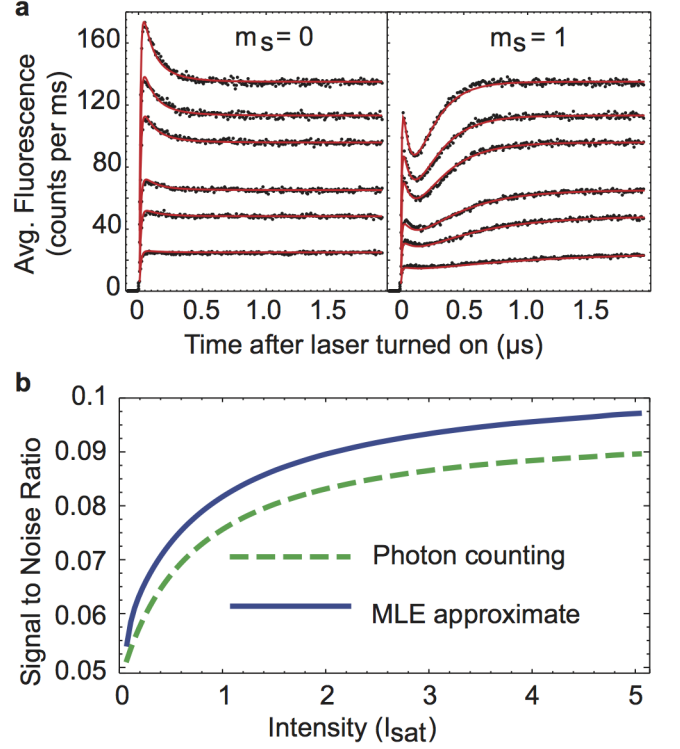 a
m_s = 0
m_s = 1
Avg. Fluorescence
(counts per ms)
160
120
80
40
0
0 0.5 1.0 1.5 0 0.5 1.0 1.5
Time after laser turned on (μs)
b
Signal to Noise Ratio
0.1
0.09
0.08
0.07
0.06
0.05
Photon counting
MLE approximate
0 1 2 3 4 5
Intensity (I_sat)